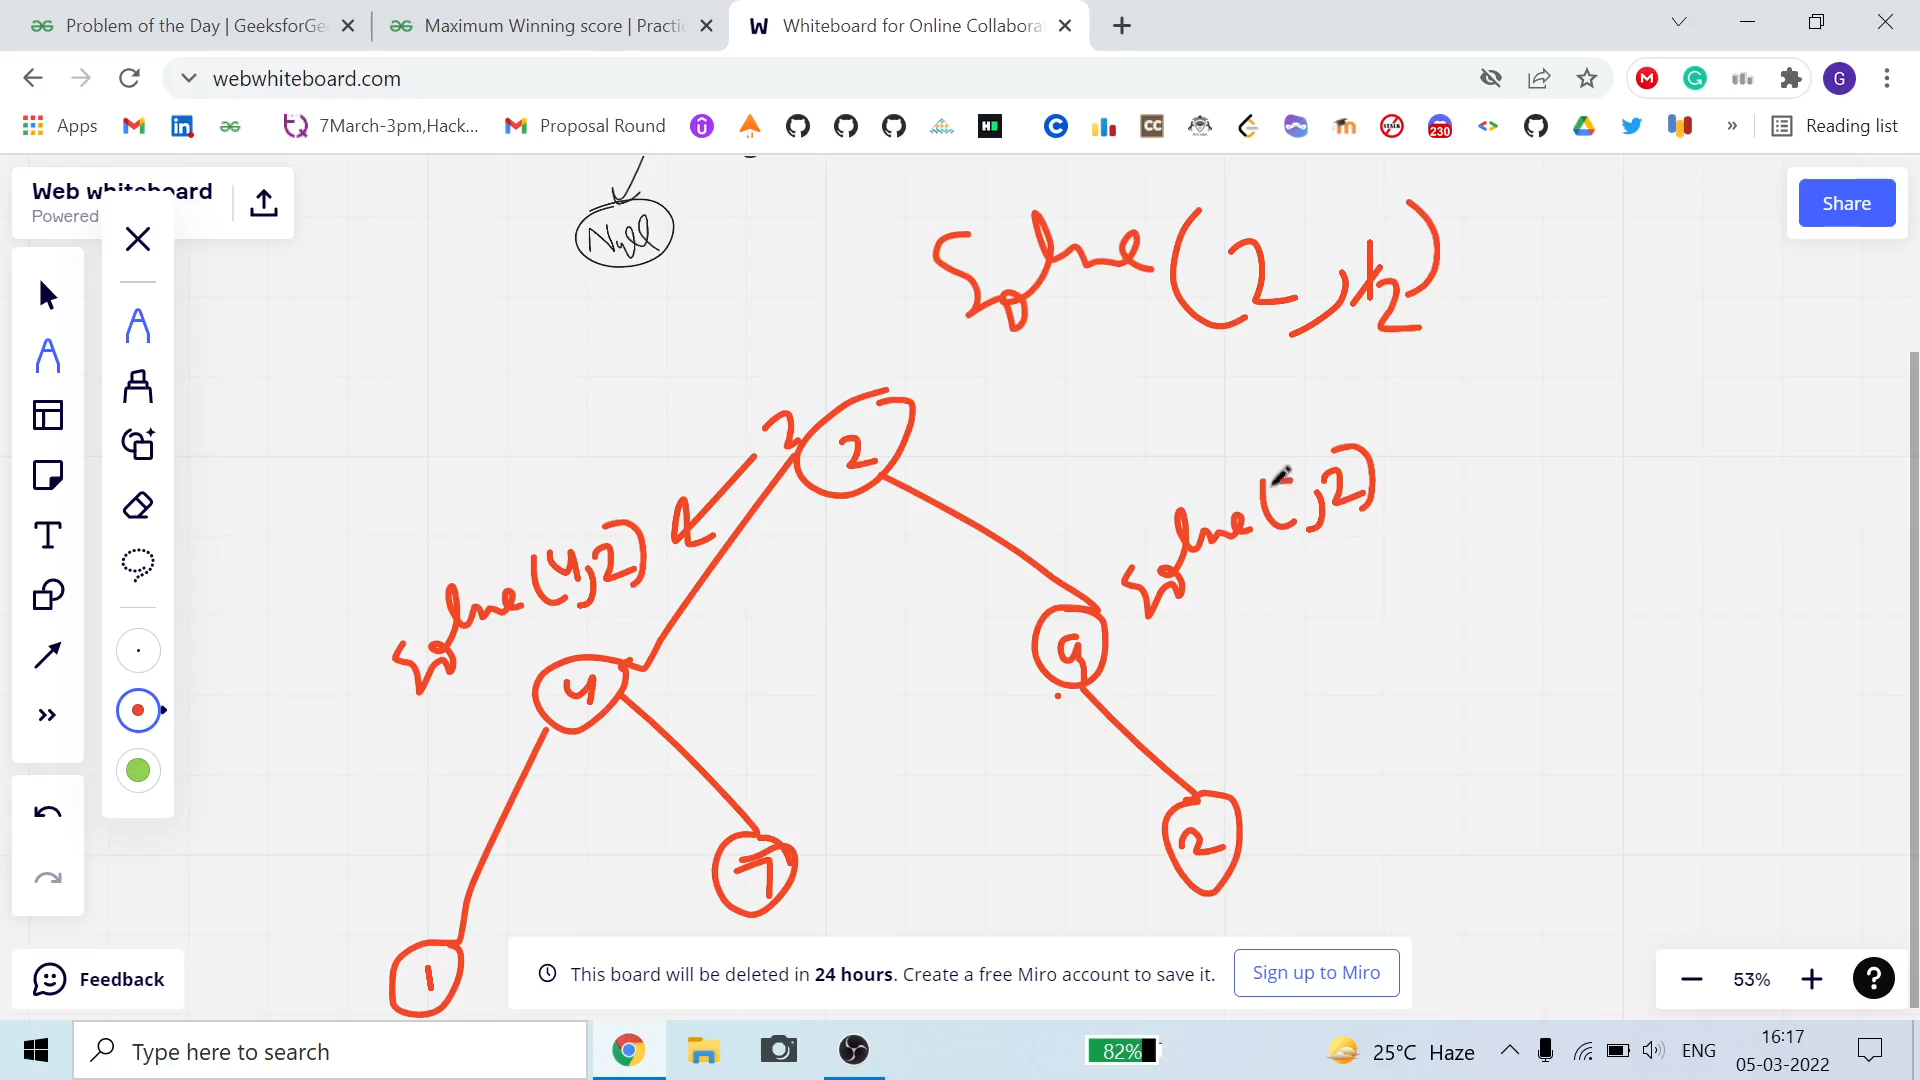 Problem of the Day | GeeksforGe
Maximum Winning score | Practic
Whiteboard for Online Collabora
webwhiteboard.com
G
Apps
7March-3pm,Hack...
Proposal Round
230
»
Reading list
Web whiteboard
Powered
Share
Null
Solve(2,
2
2
Solve(4,2)
Solve( ,2)
4
9
7
2
1
Feedback
This board will be deleted in 24 hours. Create a free Miro account to save it.
Sign up to Miro
53%
?
Type here to search
82%
25°C Haze
ENG
16:17
05-03-2022